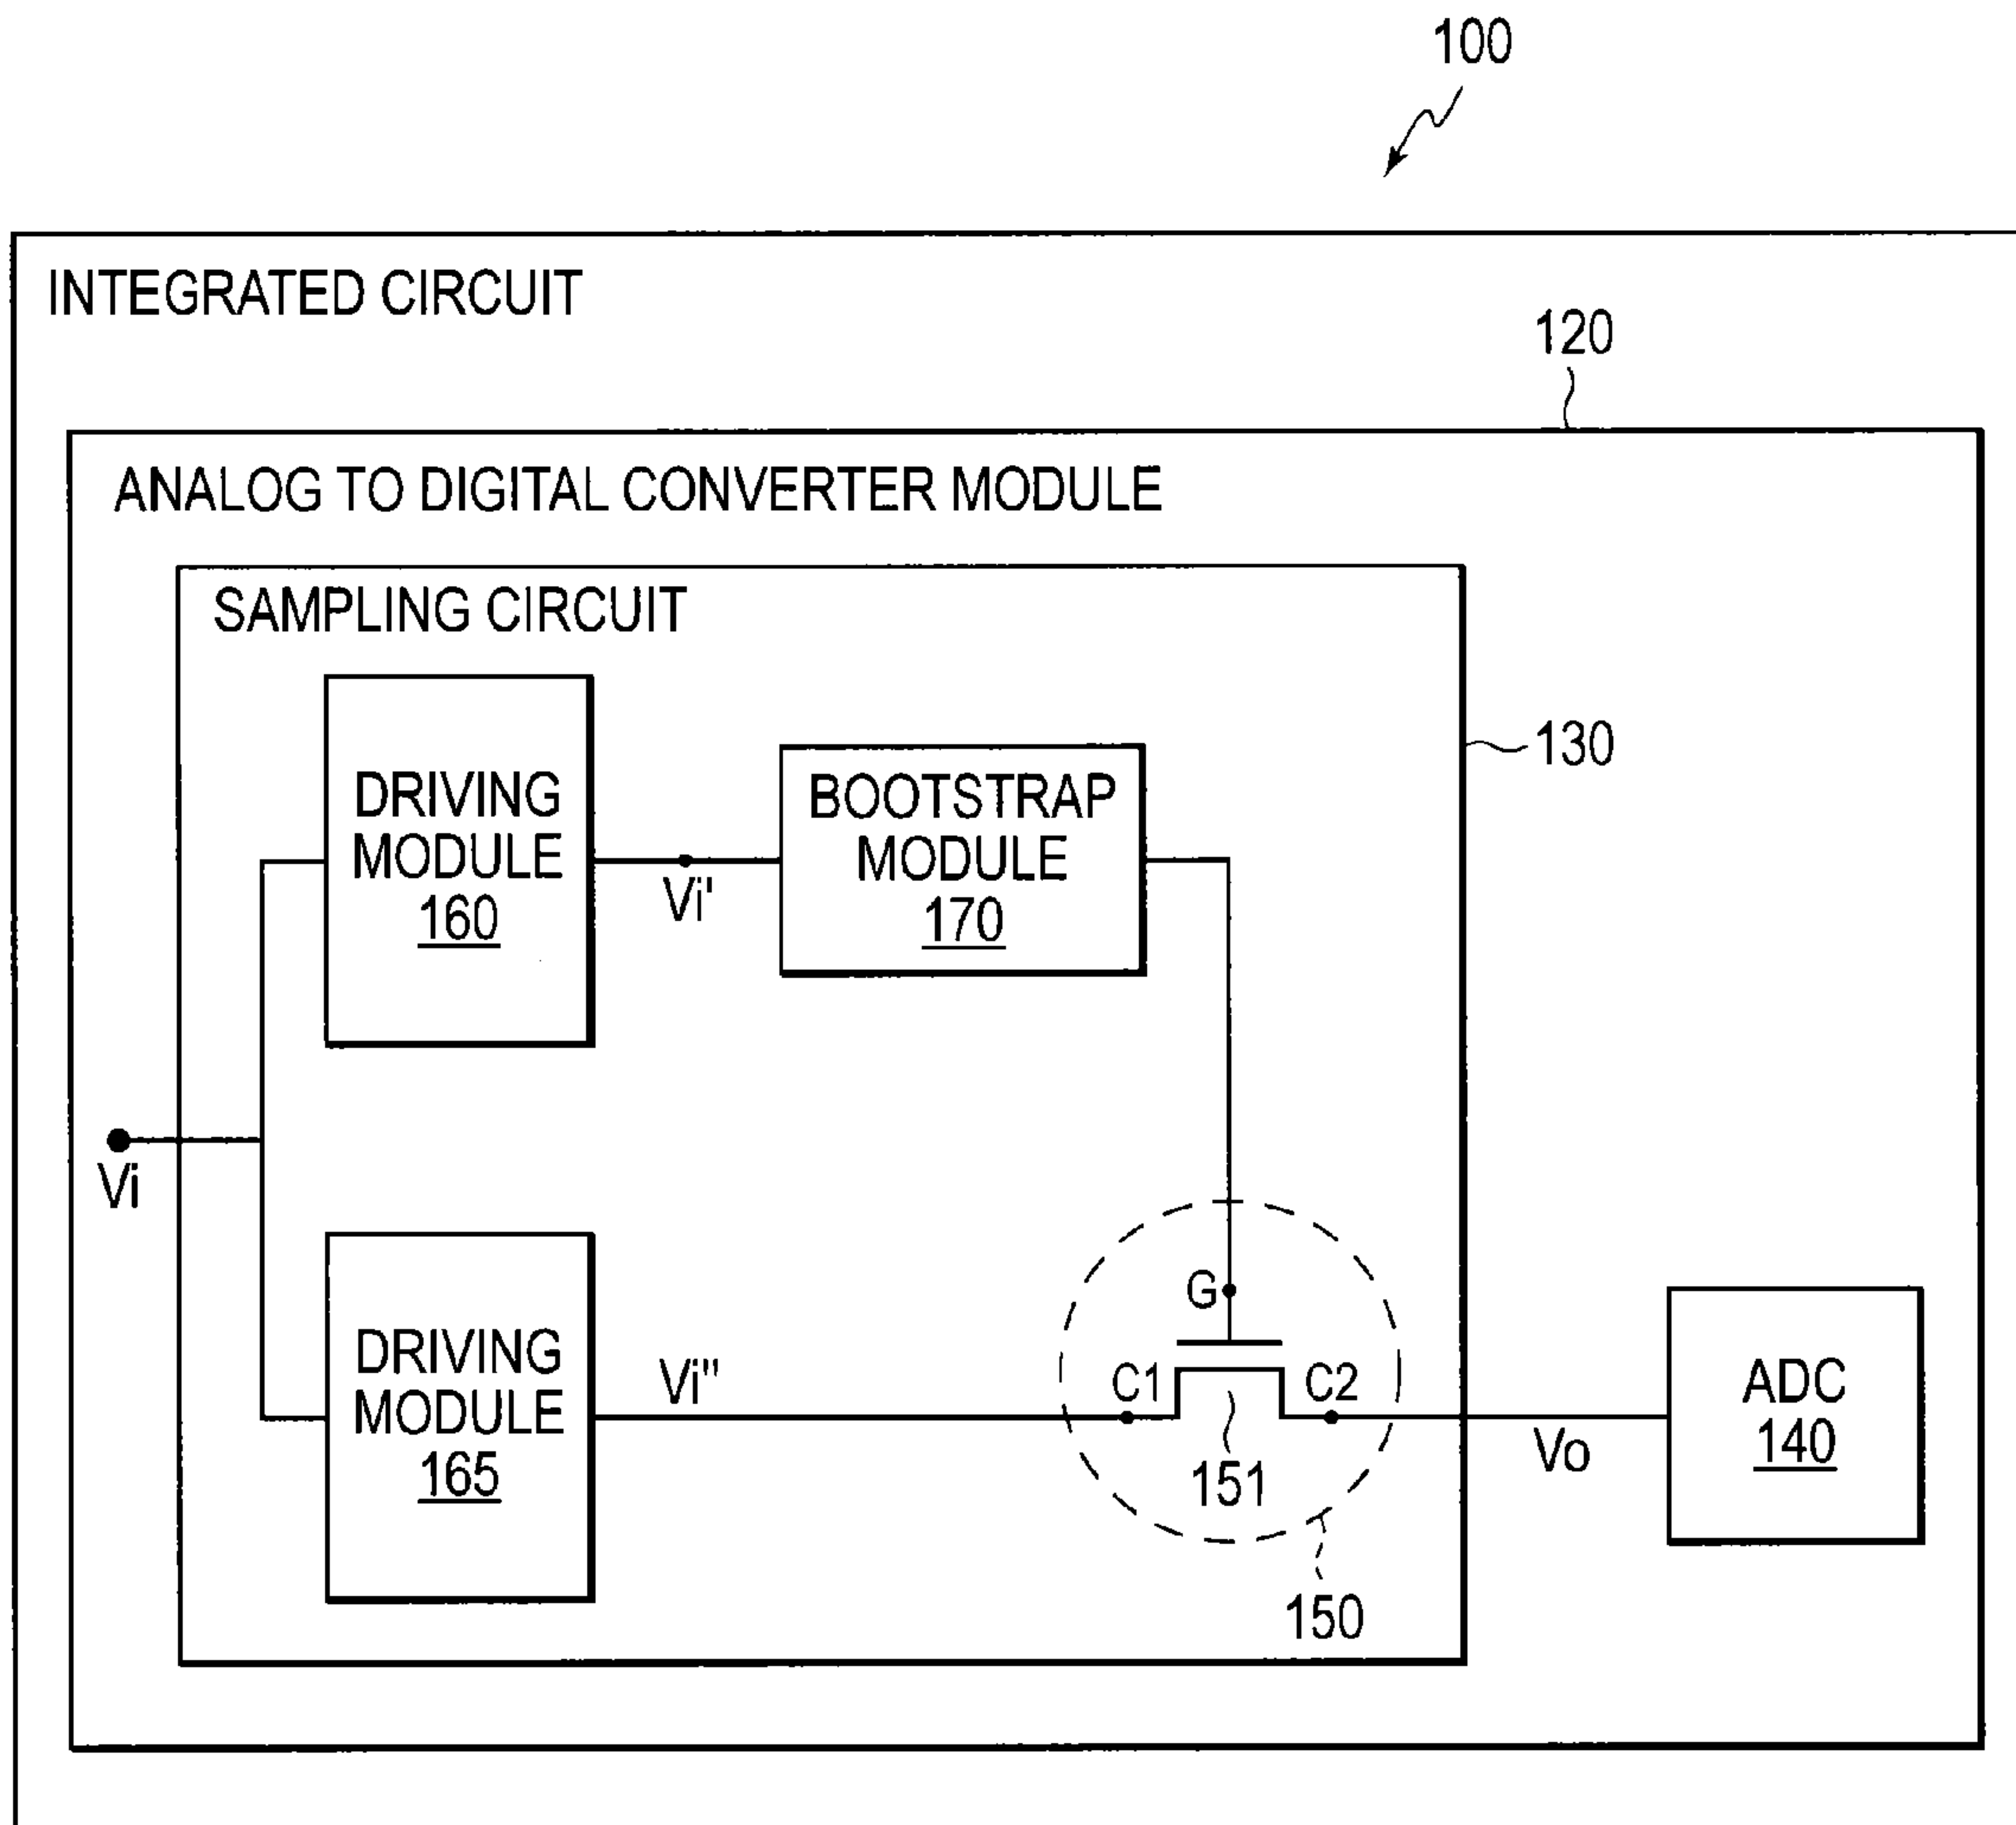 100
INTEGRATED CIRCUIT
120
ANALOG TO DIGITAL CONVERTER MODULE
SAMPLING CIRCUIT
130
DRIVING
MODULE
160
Vi'
BOOTSTRAP
MODULE
170
Vi
DRIVING
MODULE
165
Vi"
G
C1
C2
151
150
Vo
ADC
140